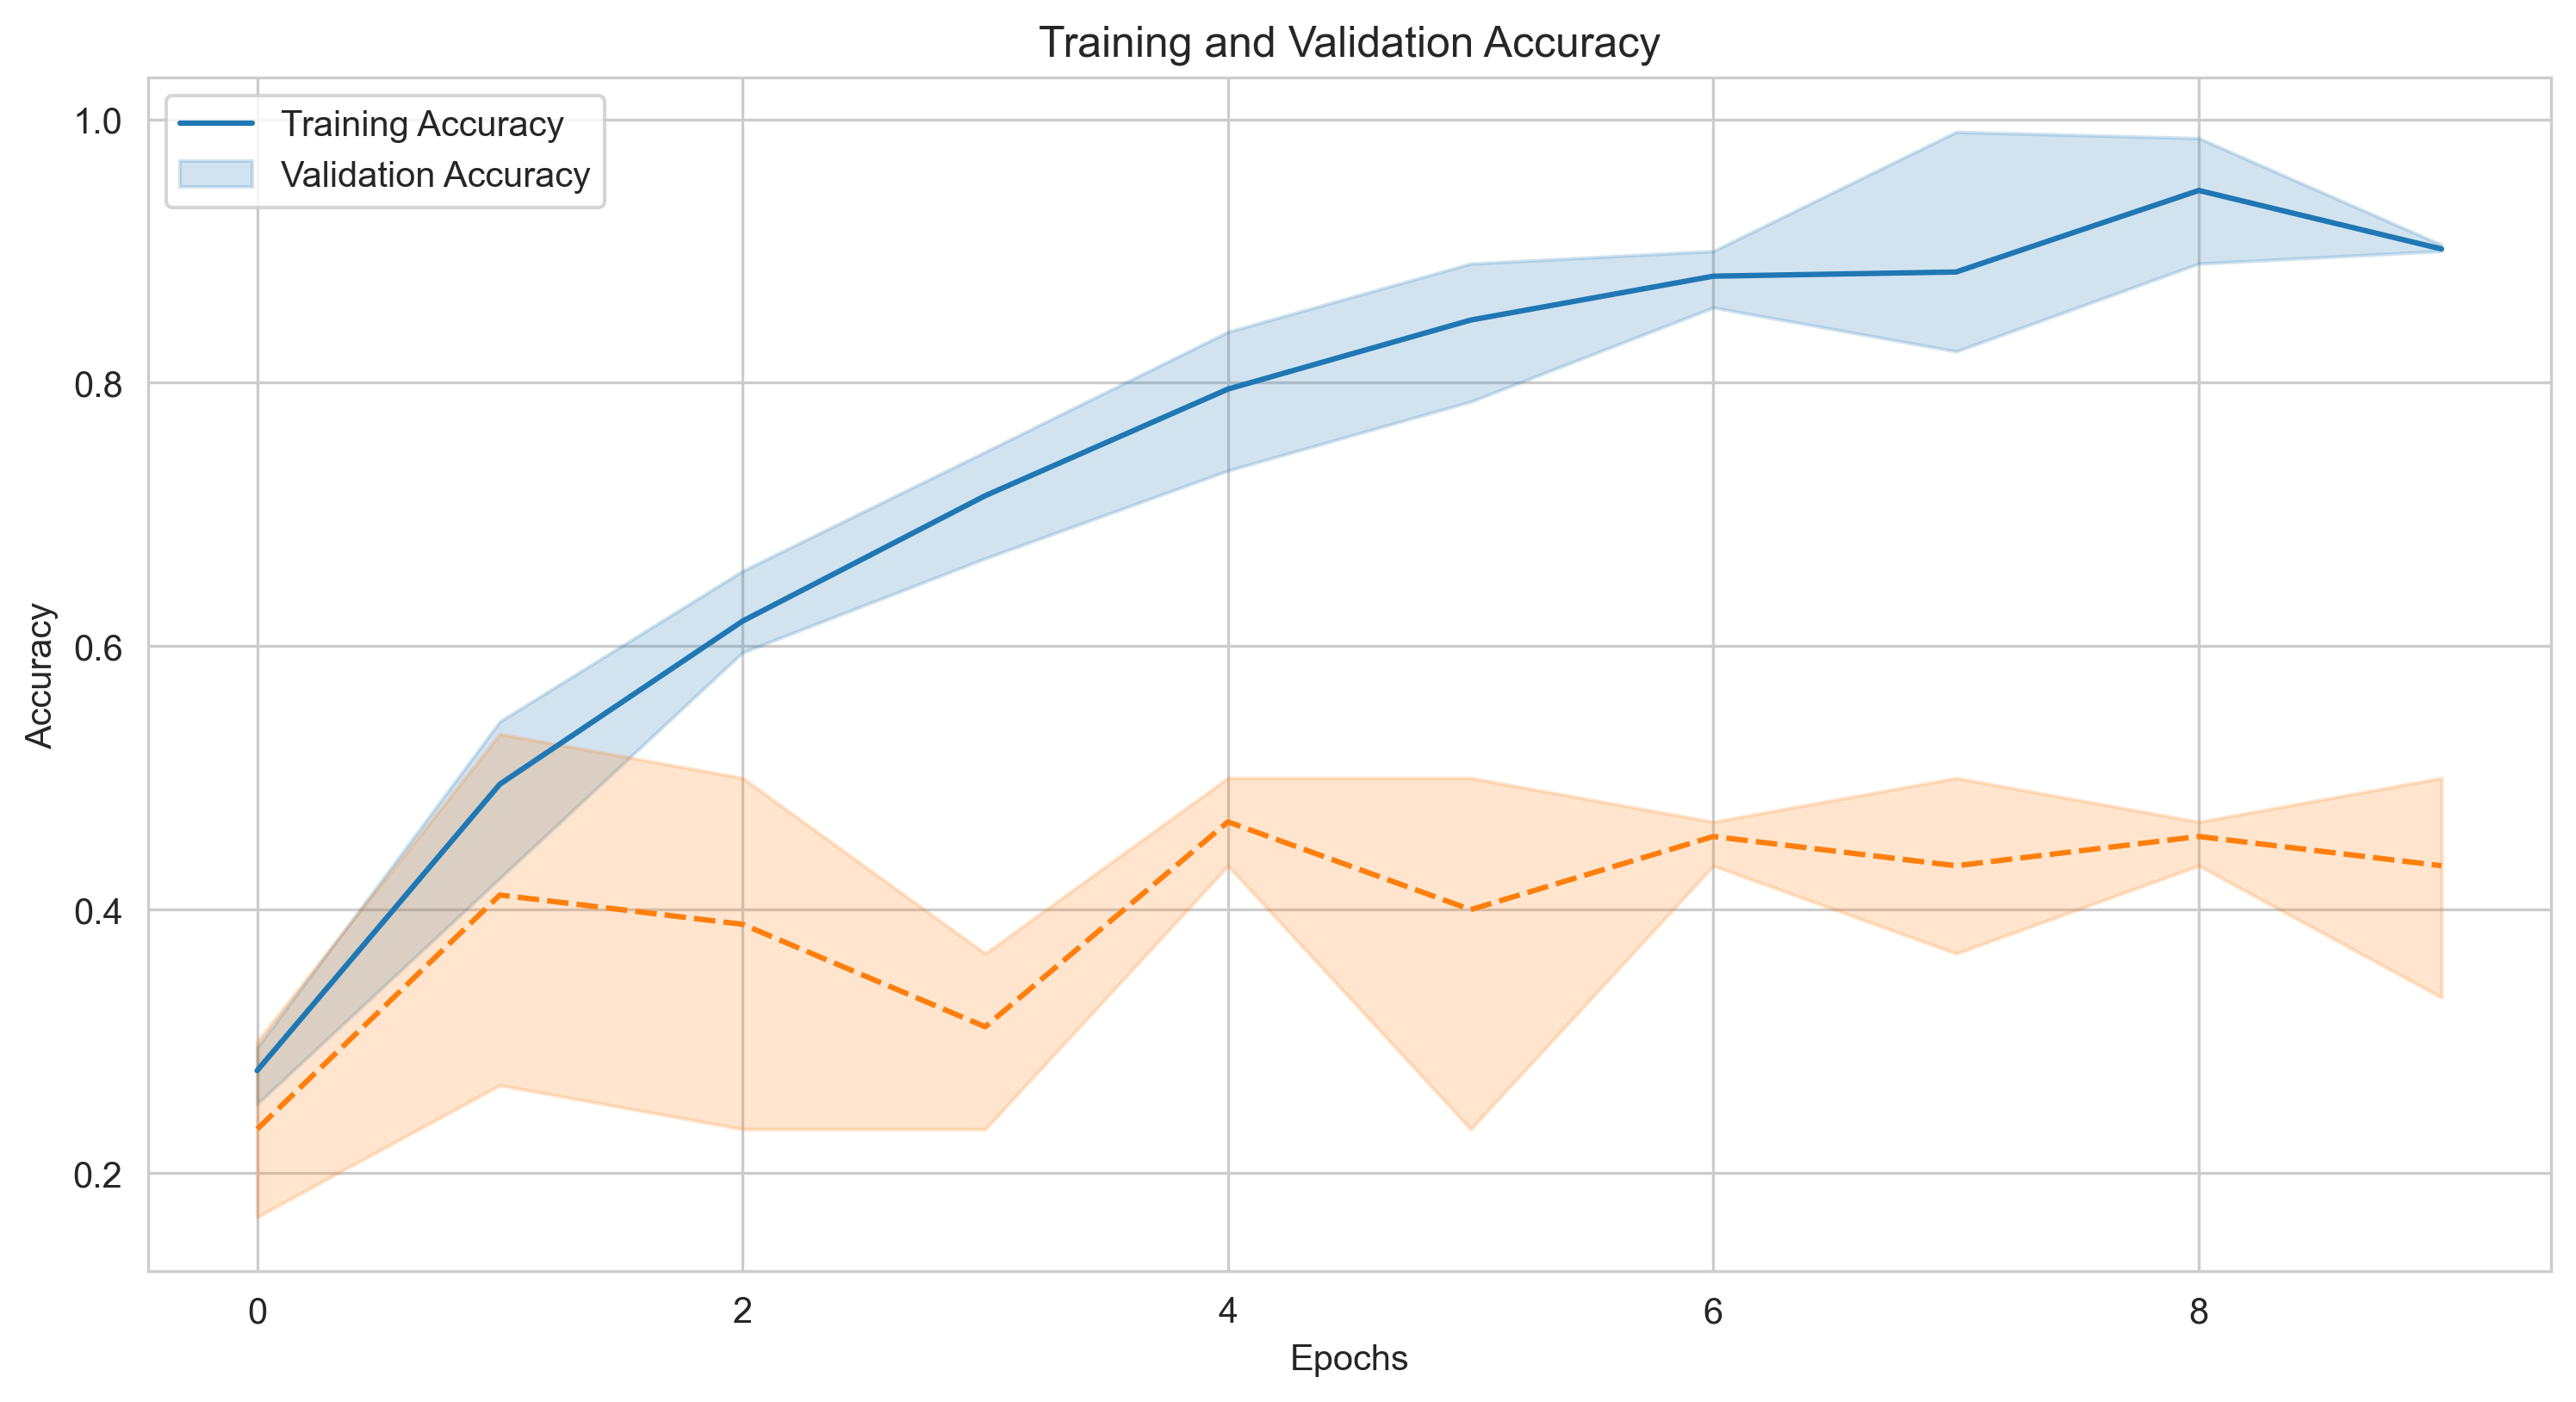 Training and Validation Accuracy
Training Accuracy
Validation Accuracy
1.0
0.8
0.6
0.4
0.2
Accuracy
0 2 4 6 8
Epochs